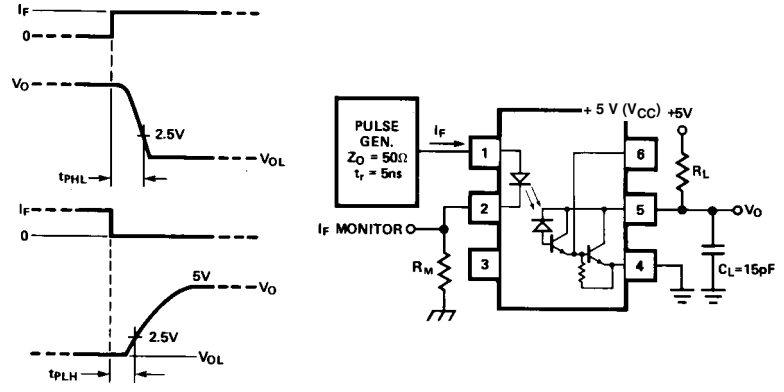 IF
0
VO
2.5V
VOL
tPHL
IF
0
5V
VO
2.5V
VOL
tPLH
PULSE
GEN.
ZO = 50Ω
tr = 5ns
IF
+ 5 V (VCC)
+5V
1
6
RL
2
5
VO
IF MONITOR
3
4
RM
CL=15pF